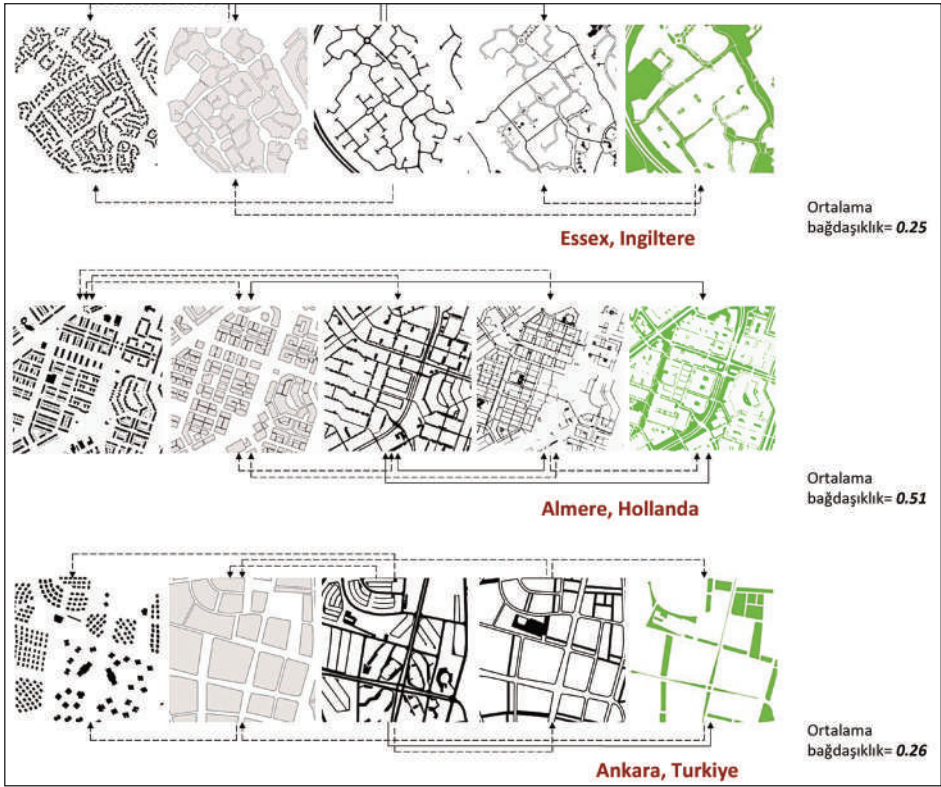 Ortalama
bağdaşıklık= 0.25
Essex, Ingiltere
Ortalama
bağdaşıklık= 0.51
Almere, Hollanda
Ortalama
bağdaşıklık= 0.26
Ankara, Turkiye